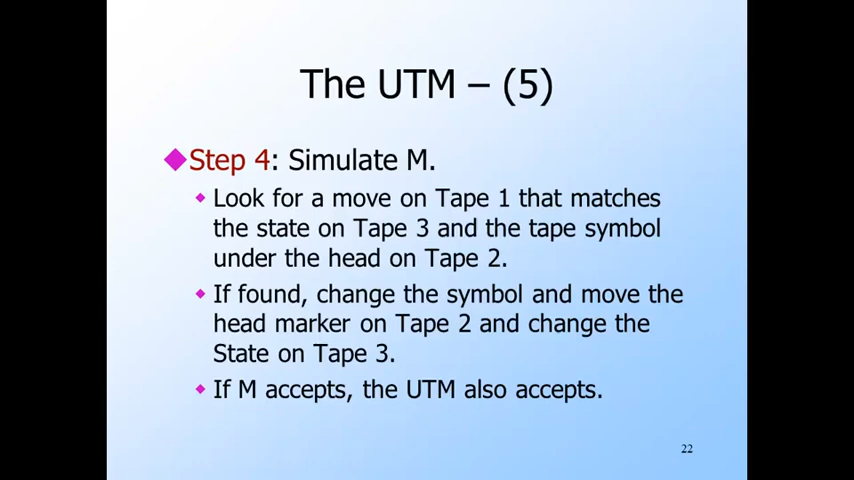 The UTM – (5)
Step 4: Simulate M.
Look for a move on Tape 1 that matches
the state on Tape 3 and the tape symbol
under the head on Tape 2.
If found, change the symbol and move the
head marker on Tape 2 and change the
State on Tape 3.
If M accepts, the UTM also accepts.
22